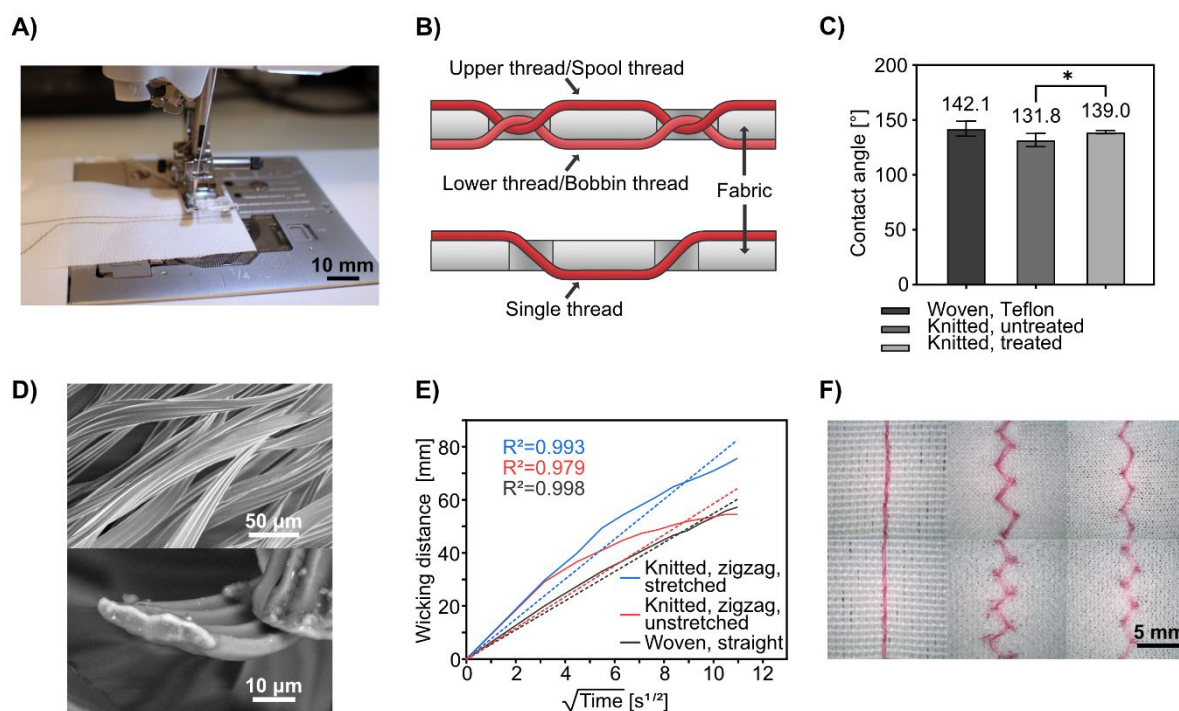 A)
10 mm
B)
Upper thread/Spool thread
Lower thread/Bobbin thread
Fabric
Single thread
C)
Contact angle [°]
200
150
100
50
0
142.1
131.8
139.0
*
Woven, Teflon
Knitted, untreated
Knitted, treated
D)
50 µm
10 µm
E)
Wicking distance [mm]
80
60
40
20
0
R²=0.993
R²=0.979
R²=0.998
Knitted, zigzag,
stretched
Knitted, zigzag,
unstretched
Woven, straight
0 2 4 6 8 10 12
√Time [s¹/²]
F)
5 mm